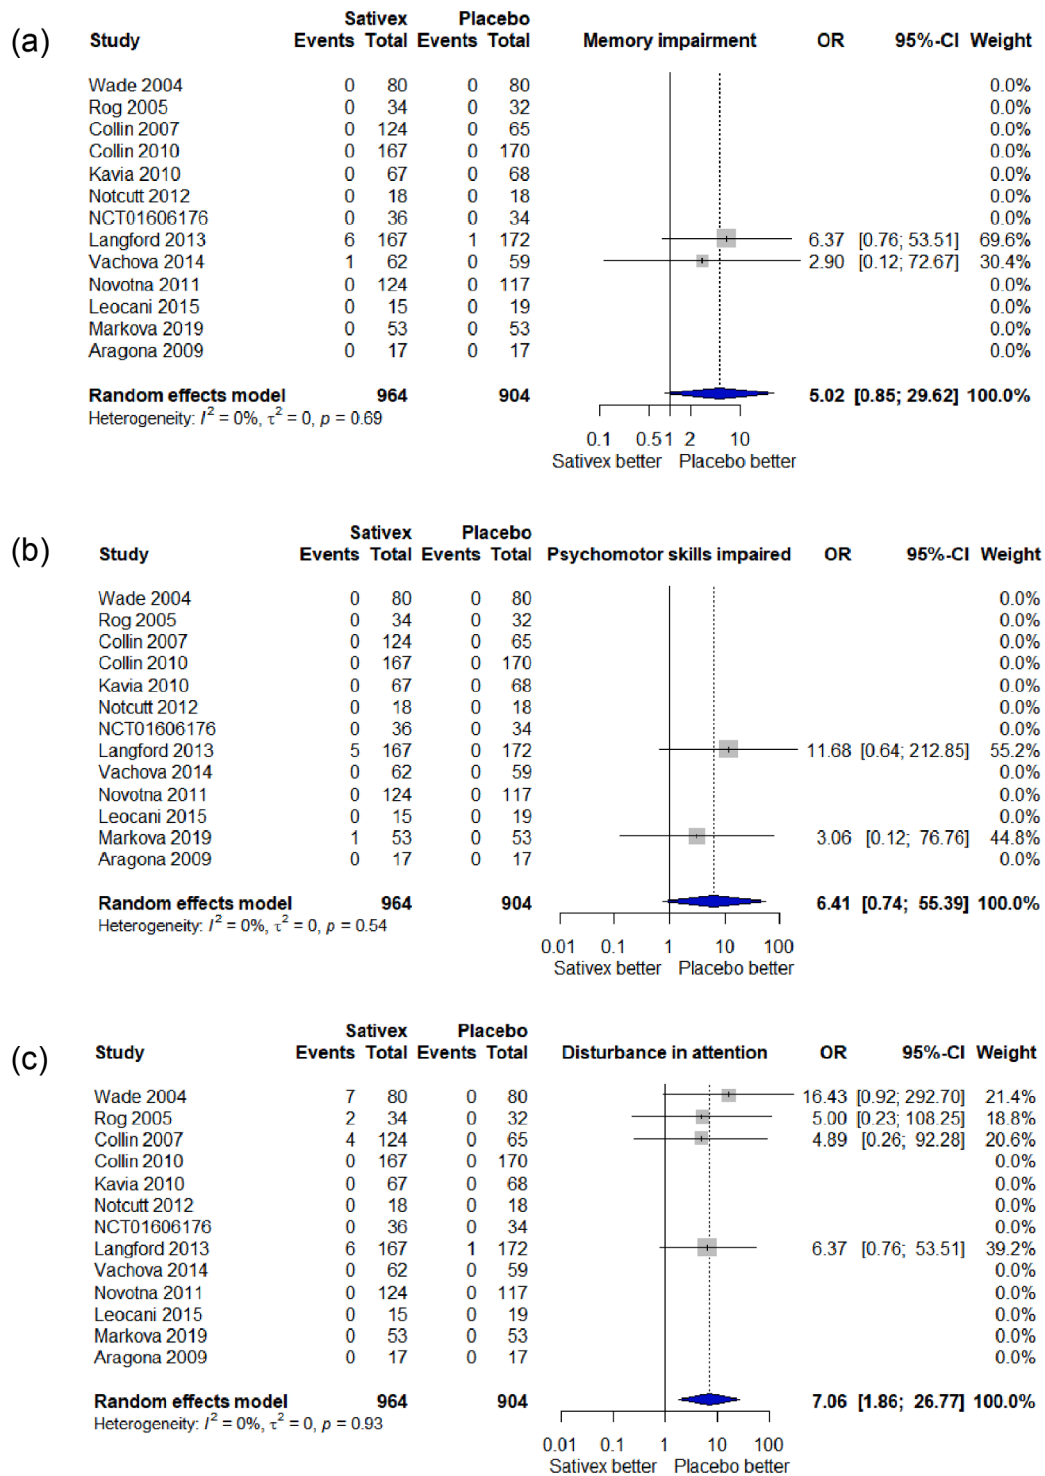 (a)
Sativex Placebo
Study Events Total Events Total Memory impairment OR 95%-CI Weight
Wade 2004 0 80 0 80 0.0%
Rog 2005 0 34 0 32 0.0%
Collin 2007 0 124 0 65 0.0%
Collin 2010 0 167 0 170 0.0%
Kavia 2010 0 67 0 68 0.0%
Notcutt 2012 0 18 0 18 0.0%
NCT01606176 0 36 0 34 0.0%
Langford 2013 6 167 1 172 6.37 [0.76; 53.51] 69.6%
Vachova 2014 1 62 0 59 2.90 [0.12; 72.67] 30.4%
Novotna 2011 0 124 0 117 0.0%
Leocani 2015 0 15 0 19 0.0%
Markova 2019 0 53 0 53 0.0%
Aragona 2009 0 17 0 17 0.0%
Random effects model 964 904 5.02 [0.85; 29.62] 100.0%
Heterogeneity: I² = 0%, τ² = 0, p = 0.69
0.1 0.5 1 2 10
Sativex better Placebo better
(b)
Sativex Placebo
Study Events Total Events Total Psychomotor skills impaired OR 95%-CI Weight
Wade 2004 0 80 0 80 0.0%
Rog 2005 0 34 0 32 0.0%
Collin 2007 0 124 0 65 0.0%
Collin 2010 0 167 0 170 0.0%
Kavia 2010 0 67 0 68 0.0%
Notcutt 2012 0 18 0 18 0.0%
NCT01606176 0 36 0 34 0.0%
Langford 2013 5 167 0 172 11.68 [0.64; 212.85] 55.2%
Vachova 2014 0 62 0 59 0.0%
Novotna 2011 0 124 0 117 0.0%
Leocani 2015 0 15 0 19 0.0%
Markova 2019 1 53 0 53 3.06 [0.12; 76.76] 44.8%
Aragona 2009 0 17 0 17 0.0%
Random effects model 964 904 6.41 [0.74; 55.39] 100.0%
Heterogeneity: I² = 0%, τ² = 0, p = 0.54
0.01 0.1 1 10 100
Sativex better Placebo better
(c)
Sativex Placebo
Study Events Total Events Total Disturbance in attention OR 95%-CI Weight
Wade 2004 7 80 0 80 16.43 [0.92; 292.70] 21.4%
Rog 2005 2 34 0 32 5.00 [0.23; 108.25] 18.8%
Collin 2007 4 124 0 65 4.89 [0.26; 92.28] 20.6%
Collin 2010 0 167 0 170 0.0%
Kavia 2010 0 67 0 68 0.0%
Notcutt 2012 0 18 0 18 0.0%
NCT01606176 0 36 0 34 0.0%
Langford 2013 6 167 1 172 6.37 [0.76; 53.51] 39.2%
Vachova 2014 0 62 0 59 0.0%
Novotna 2011 0 124 0 117 0.0%
Leocani 2015 0 15 0 19 0.0%
Markova 2019 0 53 0 53 0.0%
Aragona 2009 0 17 0 17 0.0%
Random effects model 964 904 7.06 [1.86; 26.77] 100.0%
Heterogeneity: I² = 0%, τ² = 0, p = 0.93
0.01 0.1 1 10 100
Sativex better Placebo better